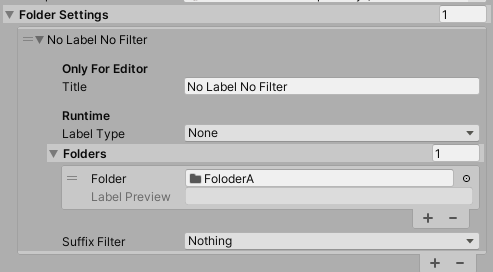 Folder Settings 1
No Label No Filter
Only For Editor
Title No Label No Filter
Runtime
Label Type None
Folders 1
Folder FoloderA
Label Preview
Suffix Filter Nothing